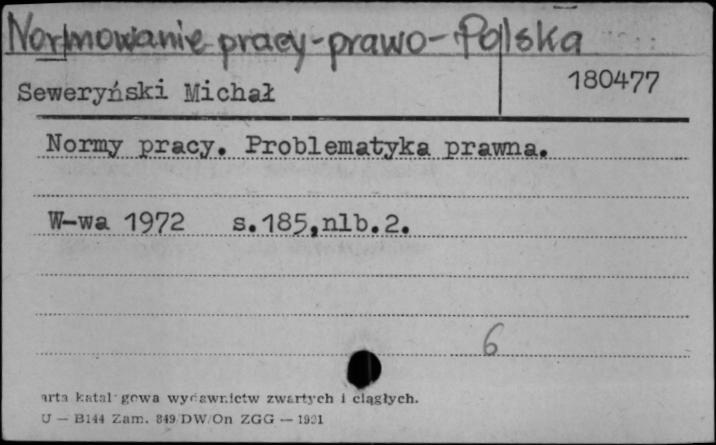 Normowanie pracy-prawo-Polska
Seweryński Michał
180477
Normy pracy. Problematyka prawna.
W-wa 1972 s.185,nlb.2.
6
arta katal gowa wydawnictw zwartych i ciągłych.
U — B144 Zam. 849/DW/On ZGG —